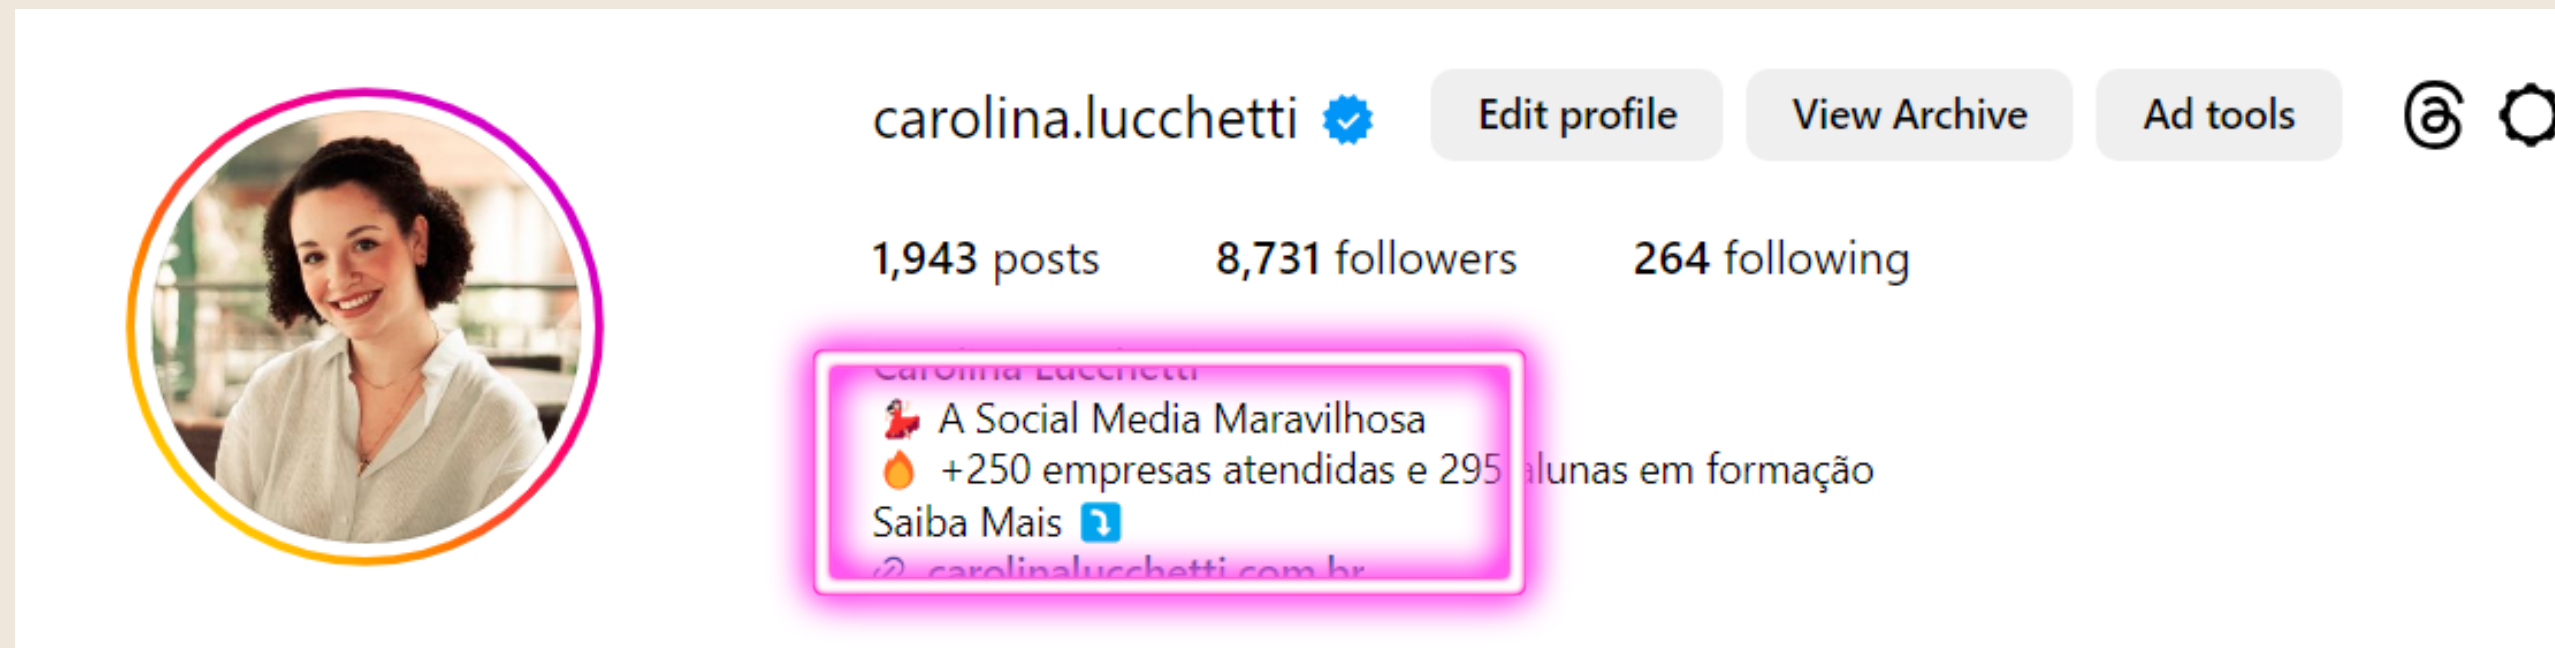 carolina.lucchetti Edit profile View Archive Ad tools
1,943 posts 8,731 followers 264 following
Carolina Lucchetti
💃 A Social Media Maravilhosa
🔥 +250 empresas atendidas e 295 alunas em formação
Saiba Mais ⤵️
carolinalucchetti.com.br